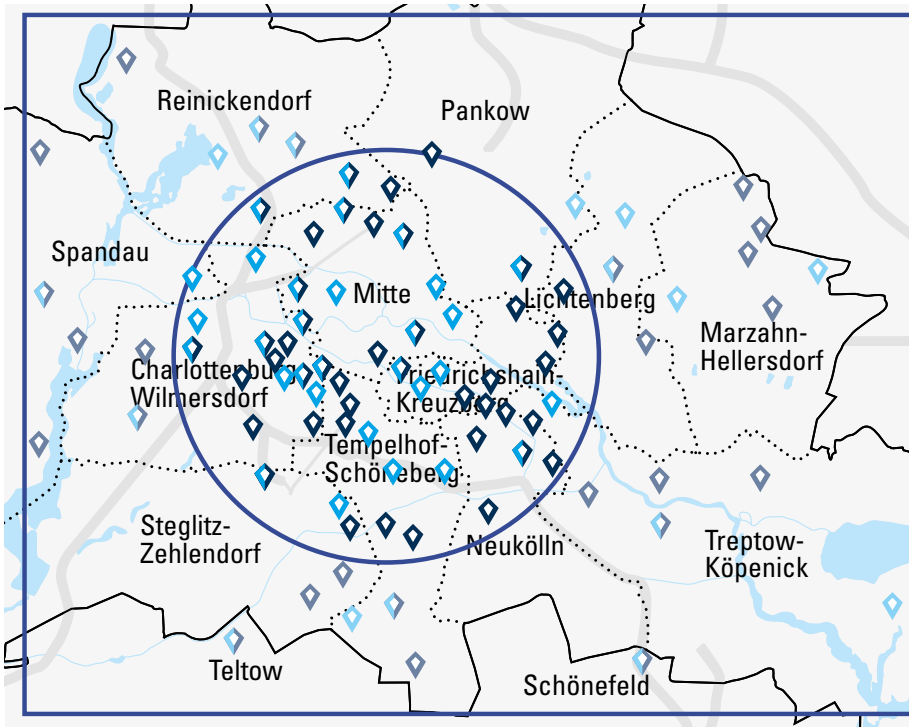 Reinickendorf
Pankow
Spandau
Mitte
Lichtenberg
Marzahn-
Hellersdorf
Charlottenburg
Wilmersdorf
Friedrichshain-
Kreuzberg
Tempelhof-
Schöneberg
Steglitz-
Zehlendorf
Neukölln
Treptow-
Köpenick
Teltow
Schönefeld